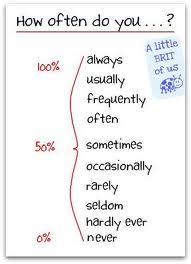 How often do you . . . ?
A little
BRIT
of us
100%
always
usually
frequently
often
50%
sometimes
occasionally
rarely
seldom
hardly ever
0%
never